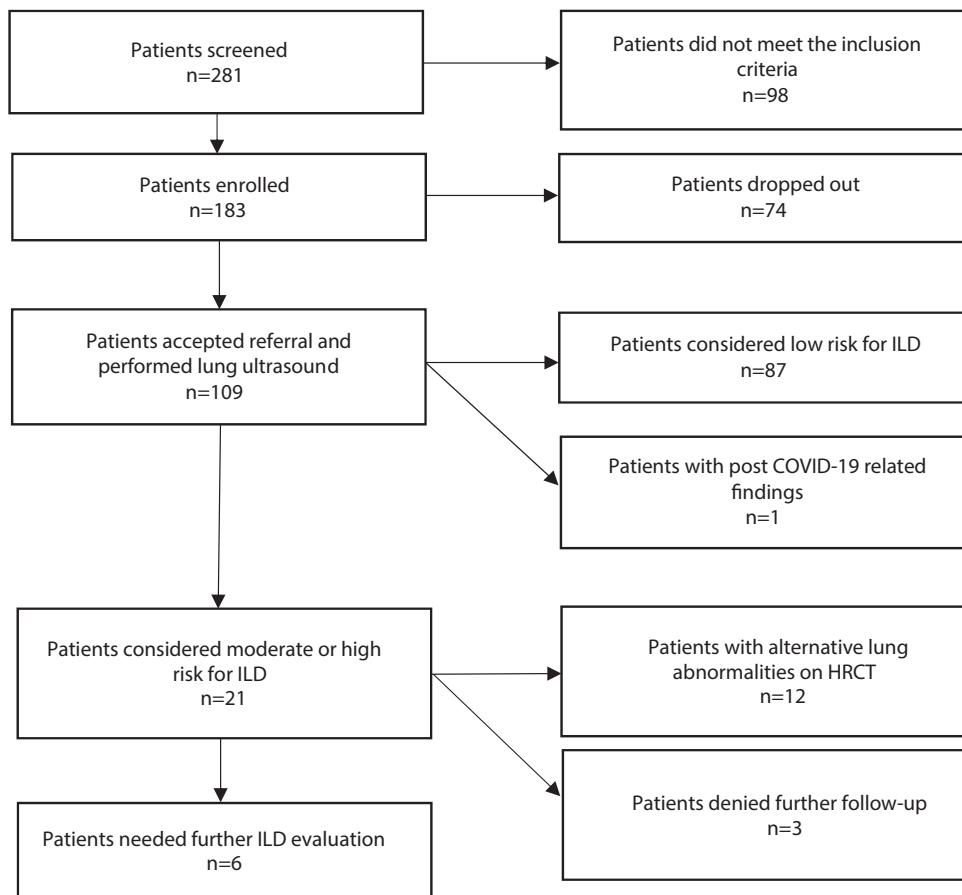 Patients screened
n=281
Patients did not meet the inclusion
criteria
n=98
Patients enrolled
n=183
Patients dropped out
n=74
Patients accepted referral and
performed lung ultrasound
n=109
Patients considered low risk for ILD
n=87
Patients with post COVID-19 related
findings
n=1
Patients considered moderate or high
risk for ILD
n=21
Patients with alternative lung
abnormalities on HRCT
n=12
Patients denied further follow-up
n=3
Patients needed further ILD evaluation
n=6